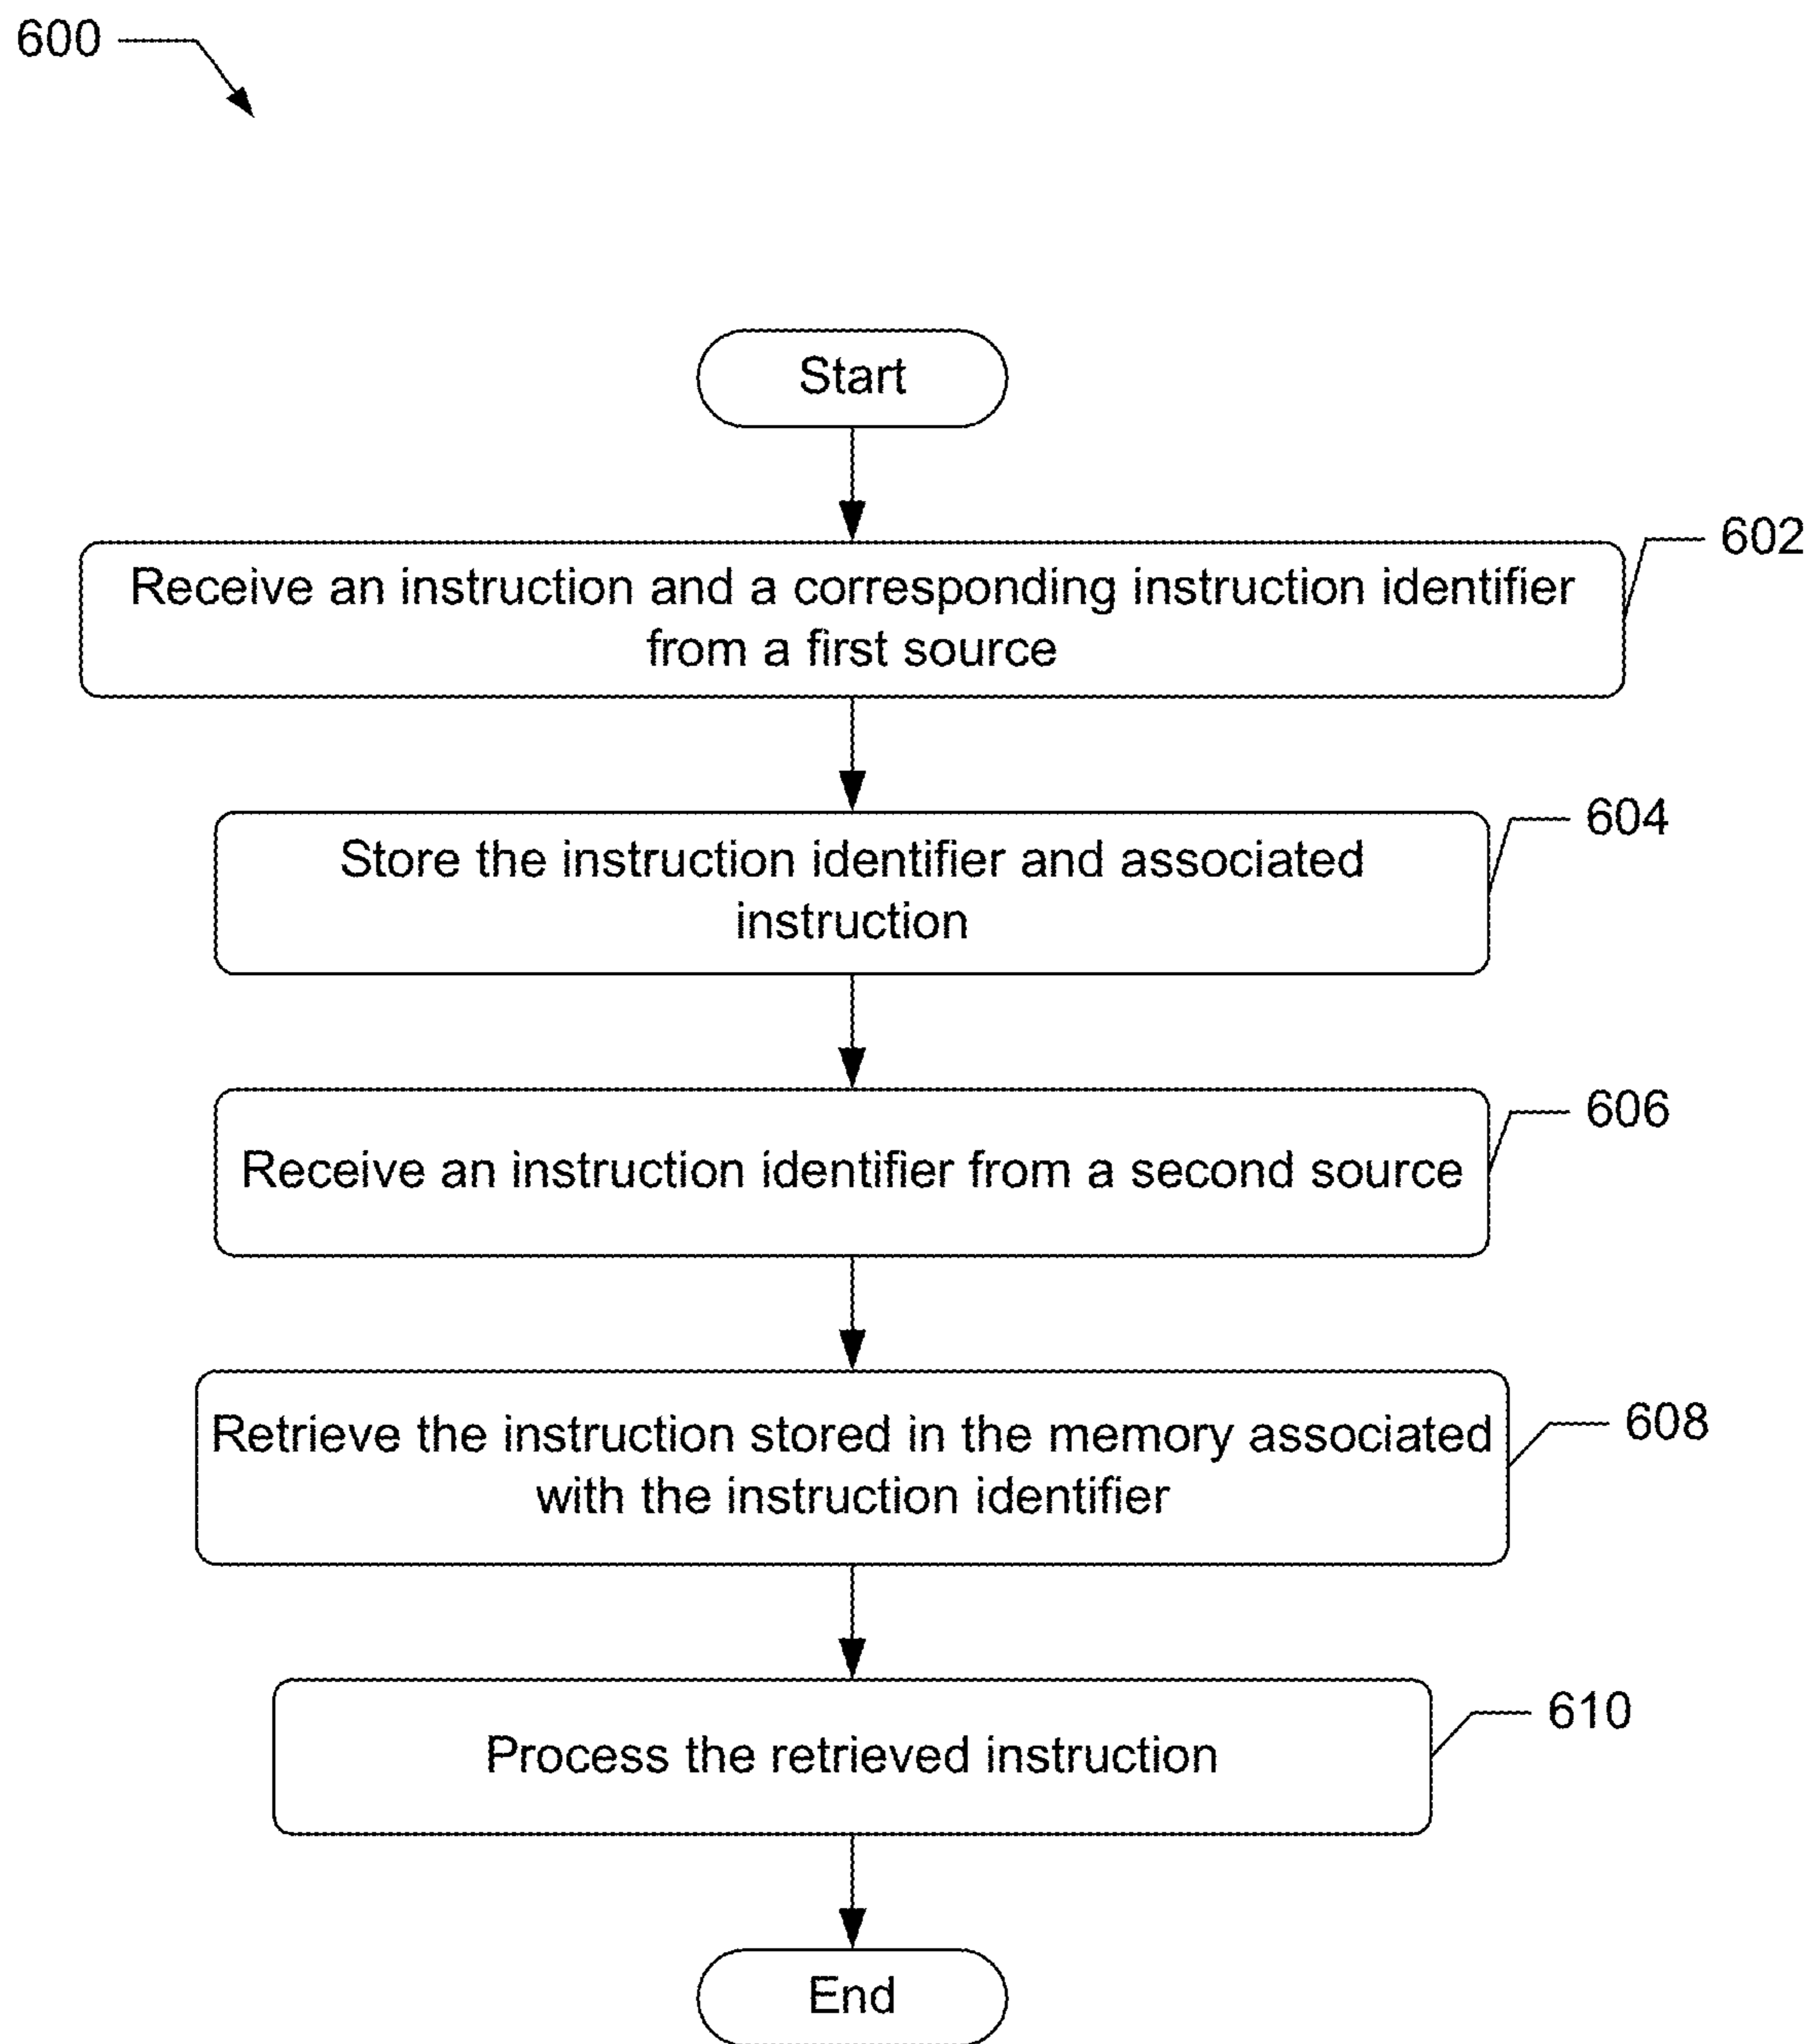 600
Start
602
Receive an instruction and a corresponding instruction identifier
from a first source
604
Store the instruction identifier and associated
instruction
606
Receive an instruction identifier from a second source
608
Retrieve the instruction stored in the memory associated
with the instruction identifier
610
Process the retrieved instruction
End